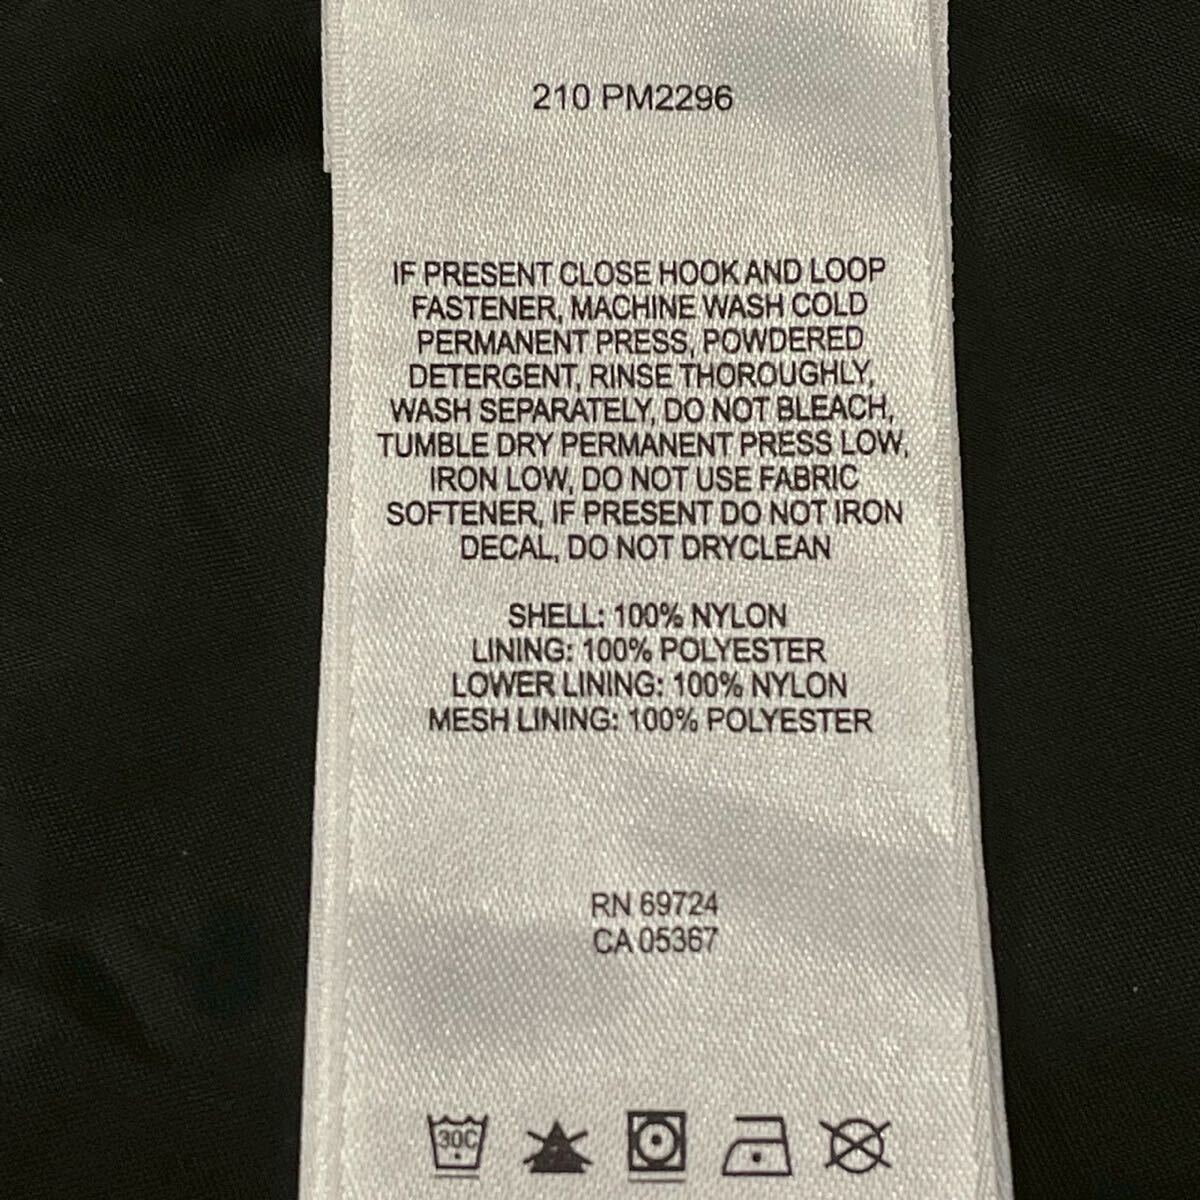 210 PM2296
IF PRESENT CLOSE HOOK AND LOOP
FASTENER, MACHINE WASH COLD
PERMANENT PRESS, POWDERED
DETERGENT, RINSE THOROUGHLY,
WASH SEPARATELY, DO NOT BLEACH,
TUMBLE DRY PERMANENT PRESS LOW,
IRON LOW, DO NOT USE FABRIC
SOFTENER, IF PRESENT DO NOT IRON
DECAL, DO NOT DRYCLEAN
SHELL: 100% NYLON
LINING: 100% POLYESTER
LOWER LINING: 100% NYLON
MESH LINING: 100% POLYESTER
RN 69724
CA 05367
30C